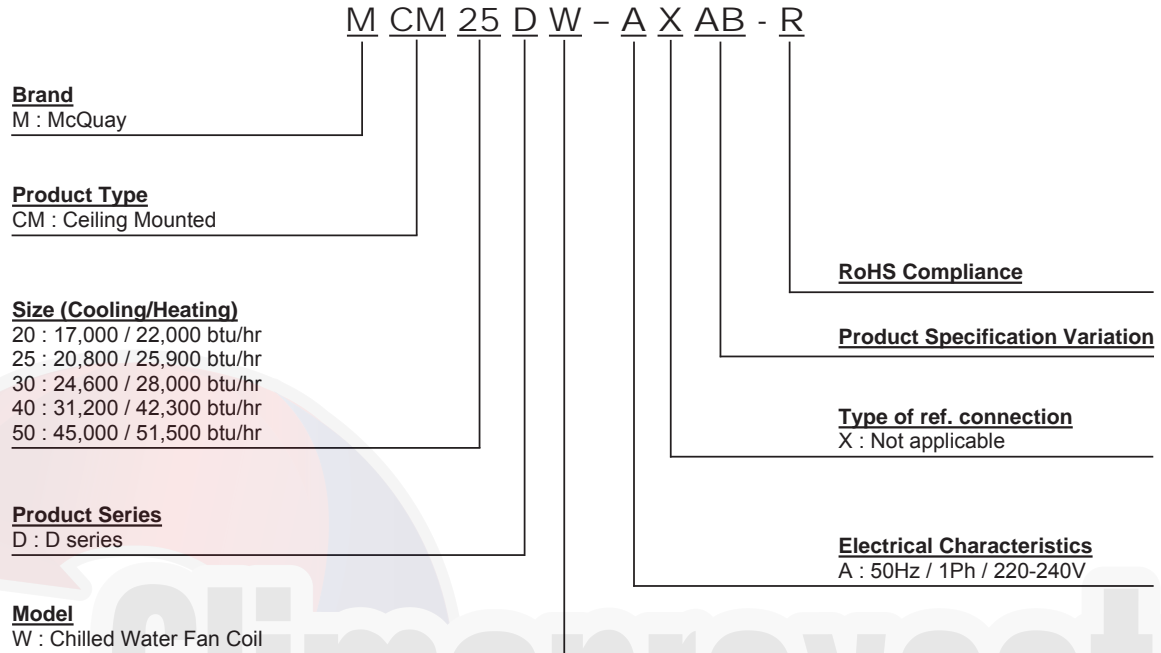 M CM 25 D W – A X AB - R
Brand
M : McQuay
Product Type
CM : Ceiling Mounted
Size (Cooling/Heating)
20 : 17,000 / 22,000 btu/hr
25 : 20,800 / 25,900 btu/hr
30 : 24,600 / 28,000 btu/hr
40 : 31,200 / 42,300 btu/hr
50 : 45,000 / 51,500 btu/hr
Product Series
D : D series
Model
W : Chilled Water Fan Coil
RoHS Compliance
Product Specification Variation
Type of ref. connection
X : Not applicable
Electrical Characteristics
A : 50Hz / 1Ph / 220-240V